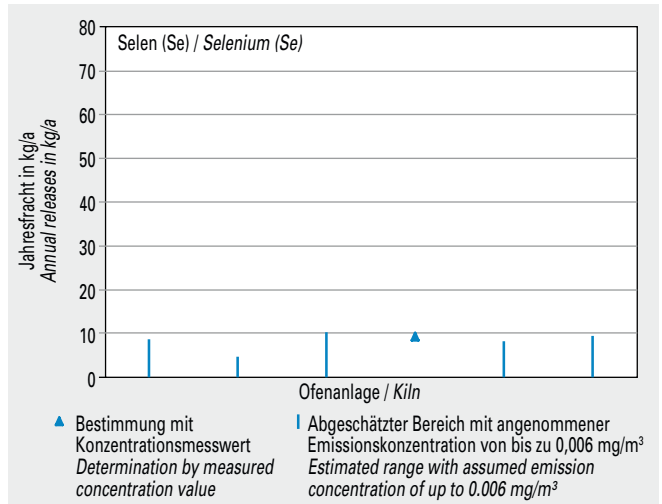 Selen (Se) / Selenium (Se)
Jahresfracht in kg/a
Annual releases in kg/a
80
70
60
50
40
30
20
10
0
Ofenanlage / Kiln
Bestimmung mit
Konzentrationsmesswert
Determination by measured
concentration value
Abgeschätzter Bereich mit angenommener
Emissionskonzentration von bis zu 0,006 mg/m³
Estimated range with assumed emission
concentration of up to 0.006 mg/m³